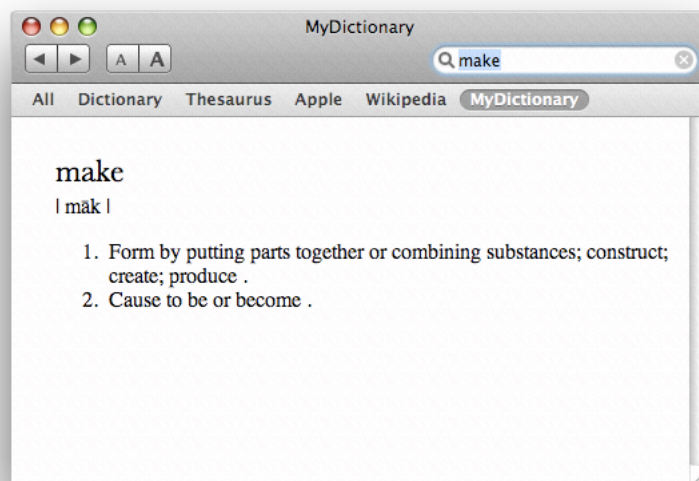 MyDictionary
A A make
All Dictionary Thesaurus Apple Wikipedia MyDictionary
make
| māk |
1. Form by putting parts together or combining substances; construct;
create; produce .
2. Cause to be or become .